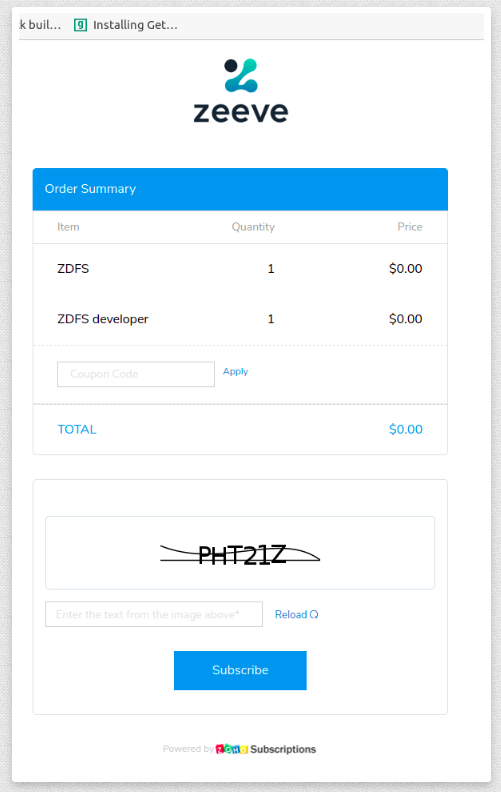 k buil... Installing Get...
zeeve
Order Summary
Item Quantity Price
ZDFS 1 $0.00
ZDFS developer 1 $0.00
Coupon Code Apply
TOTAL $0.00
PHT21Z
Enter the text from the image above* Reload
Subscribe
Powered by ZOHO Subscriptions